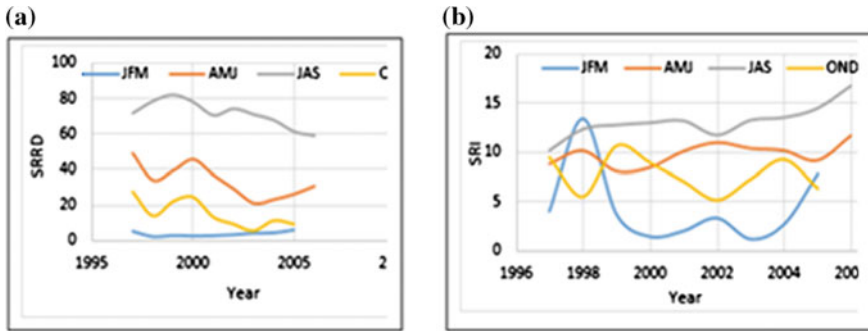 (a)
JFM AMJ JAS C
100
80
60
40
20
0
SRRD
1995 2000 2005 2
Year
(b)
JFM AMJ JAS OND
20
15
10
5
0
SRI
1996 1998 2000 2002 2004 200
Year